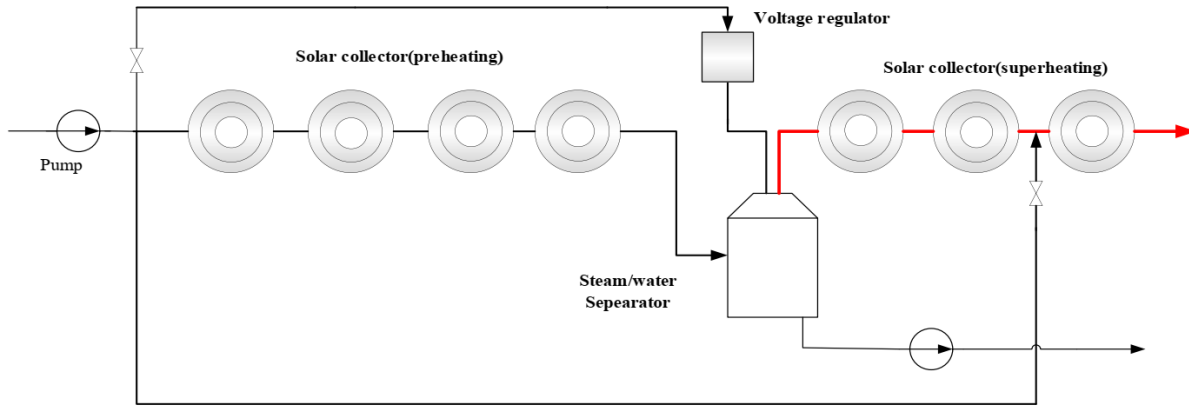 Voltage regulator
Solar collector(preheating)
Solar collector(superheating)
Pump
Steam/water
Sepearator